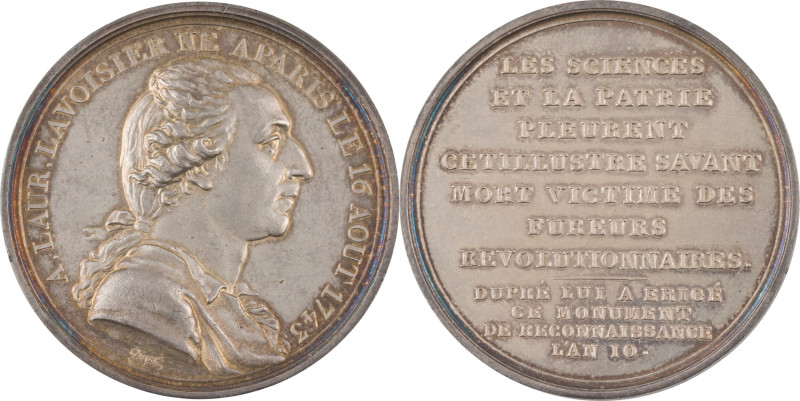 A. LAUR. LAVOISIER NE A PARIS LE 16 AOUT 1743
Dupré
LES SCIENCES
ET LA PATRIE
PLEURENT
CET ILLUSTRE SAVANT
MORT VICTIME DES
FUREURS
REVOLUTIONNAIRES.
DUPRÉ LUI A ERIGÉ
CE MONUMENT
DE RECONNAISSANCE
L'AN 10.